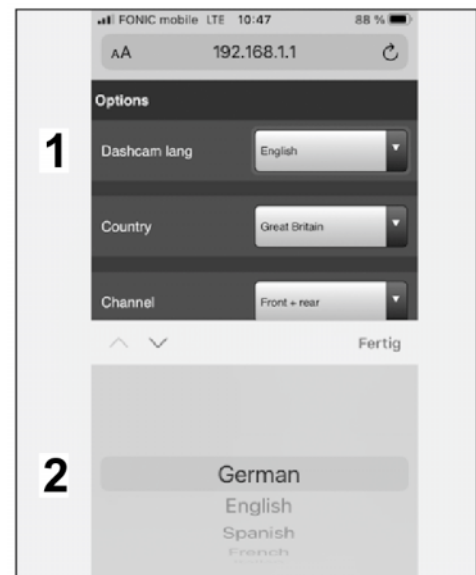 FONIC mobile LTE 10:47 88 %
AA 192.168.1.1
Options
1
Dashcam lang English
Country Great Britain
Channel Front + rear
Fertig
2
German
English
Spanish
French